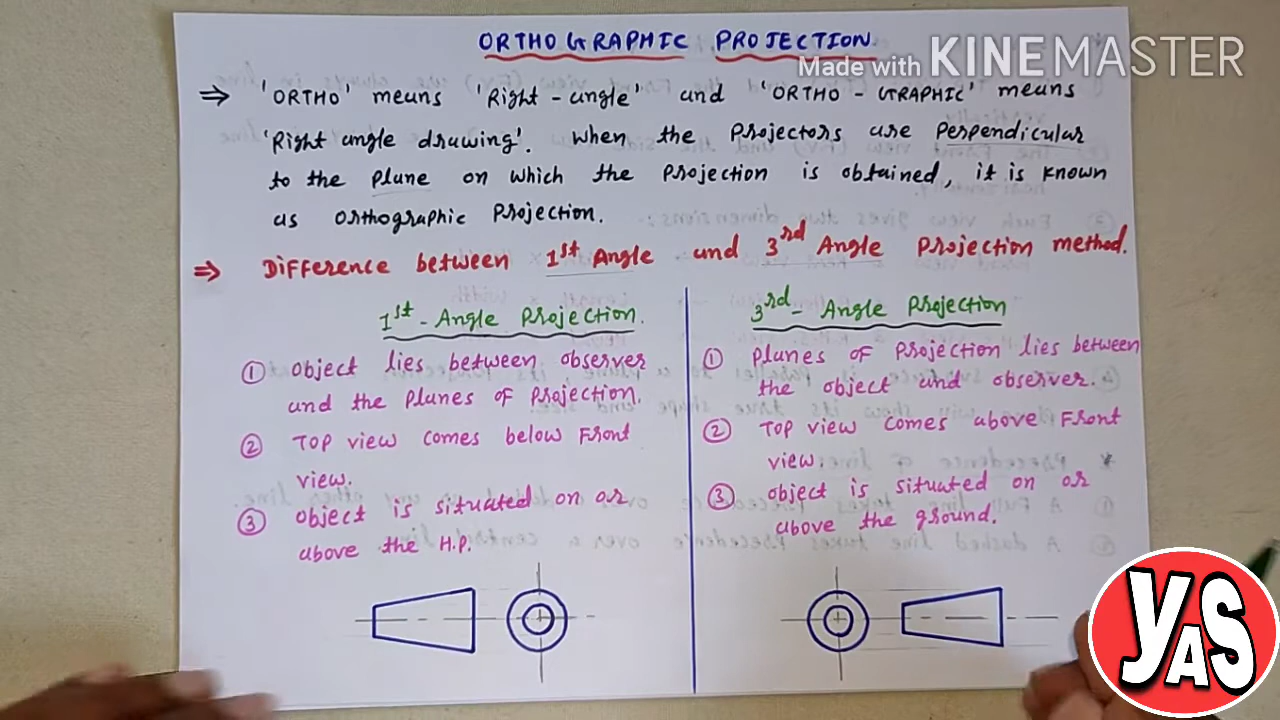 ORTHOGRAPHIC PROJECTION.
Made with KINEMASTER
⇒ 'ORTHO' means 'Right-angle' and 'ORTHO-GRAPHIC' means
'Right angle drawing'. When the projectors are perpendicular
to the plane on which the projection is obtained, it is known
as orthographic projection.
⇒ Difference between 1st Angle and 3rd Angle projection method.
1st-Angle projection.
① object lies between observer
and the planes of projection.
② TOP view comes below Front
view.
③ object is situated on or
above the H.P.
3rd-Angle projection
① planes of projection lies between
the object and observer.
② TOP view comes above Front
view.
③ object is situated on or
above the ground.
YAS